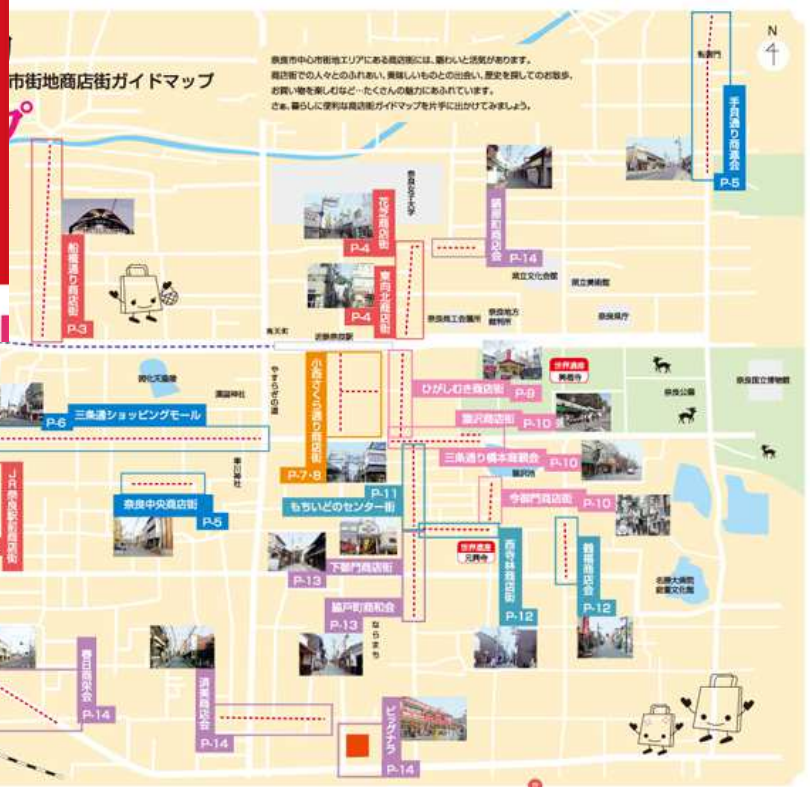 市街地商店街ガイドマップ
奈良市中心市街地エリアにある商店街には、賑わいと活気があります。
商店街での人々とのふれあい、美味しいものとの出会い、歴史を探してのお散歩、
お買い物を楽しむなど…たくさんの魅力にあふれています。
さぁ、暮らしに便利な商店街ガイドマップを片手に出かけてみましょう。
N
転害門
手貝通り商進会
P-5
船橋通り商店街
P-3
奈良女子大学
花芝商店街
P-4
東向北商店街
P-4
鍋屋町商店会
P-14
県立文化会館
県立美術館
奈良商工会議所
奈良地方
裁判所
奈良県庁
高天町
近鉄奈良駅
やすらぎの道
小西さくら通り商店街
P-7・8
ひがしむき商店街
P-9
世界遺産
興福寺
奈良公園
奈良国立博物館
漢國神社
P-6
三条通ショッピングモール
率川神社
猿沢商店街
P-10
三条通り橋本商親会
P-10
猿沢池
今御門商店街
P-10
JR奈良駅前商店街
奈良中央商店街
P-5
P-11
もちいどのセンター街
世界遺産
元興寺
西寺林商店街
P-12
鶴福商店会
P-12
名勝大乗院
庭園文化館
下御門商店街
P-13
脇戸町商和会
P-13
ならまち
春日商栄会
P-14
済美商店会
P-14
ビッグナラ
P-14